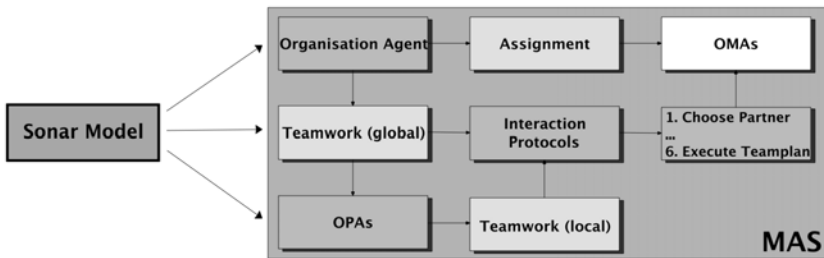 Organisation Agent
Assignment
OMAs
Sonar Model
Teamwork (global)
Interaction
Protocols
1. Choose Partner
...
6. Execute Teamplan
OPAs
Teamwork (local)
MAS